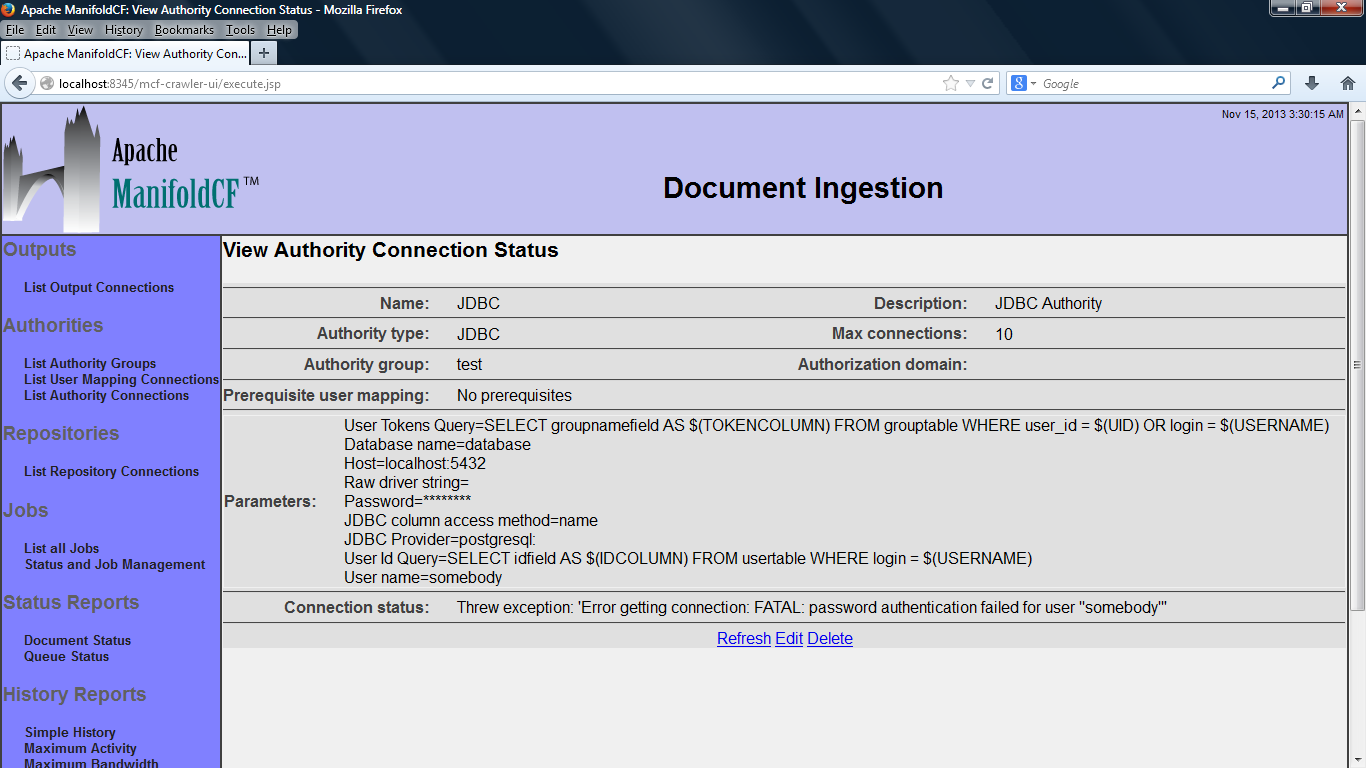 Apache ManifoldCF: View Authority Connection Status - Mozilla Firefox
File Edit View History Bookmarks Tools Help
Apache ManifoldCF: View Authority Con...
localhost:8345/mcf-crawler-ui/execute.jsp
Google
Nov 15, 2013 3:30:15 AM
Apache
ManifoldCF™
Document Ingestion
Outputs
List Output Connections
Authorities
List Authority Groups
List User Mapping Connections
List Authority Connections
Repositories
List Repository Connections
Jobs
List all Jobs
Status and Job Management
Status Reports
Document Status
Queue Status
History Reports
Simple History
Maximum Activity
Maximum Bandwidth
View Authority Connection Status
Name: JDBC Description: JDBC Authority
Authority type: JDBC Max connections: 10
Authority group: test Authorization domain:
Prerequisite user mapping: No prerequisites
Parameters:
User Tokens Query=SELECT groupnamefield AS $(TOKENCOLUMN) FROM grouptable WHERE user_id = $(UID) OR login = $(USERNAME)
Database name=database
Host=localhost:5432
Raw driver string=
Password=********
JDBC column access method=name
JDBC Provider=postgresql:
User Id Query=SELECT idfield AS $(IDCOLUMN) FROM usertable WHERE login = $(USERNAME)
User name=somebody
Connection status: Threw exception: 'Error getting connection: FATAL: password authentication failed for user "somebody"'
Refresh Edit Delete